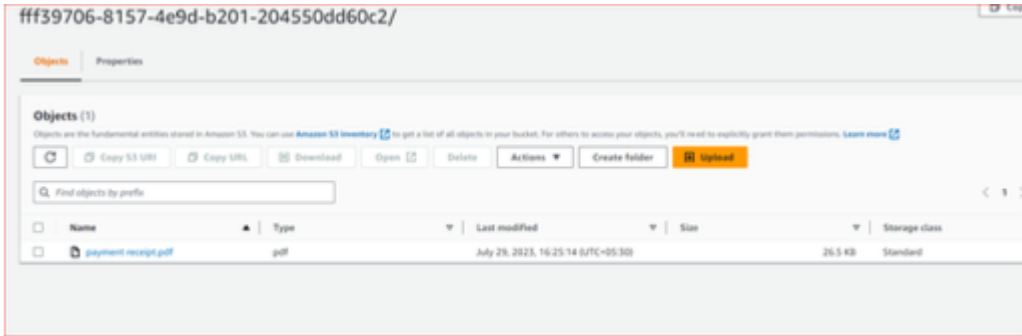 fff39706-8157-4e9d-b201-204550dd60c2/
Copy
Objects Properties
Objects (1)
Objects are the fundamental entities stored in Amazon S3. You can use Amazon S3 inventory to get a list of all objects in your bucket. For others to access your objects, you'll need to explicitly grant them permissions. Learn more
Copy S3 URI Copy URL Download Open Delete Actions Create folder Upload
Find objects by prefix
1
Name Type Last modified Size Storage class
payment receipt.pdf pdf July 29, 2023, 16:25:14 (UTC+05:30) 26.5 KB Standard